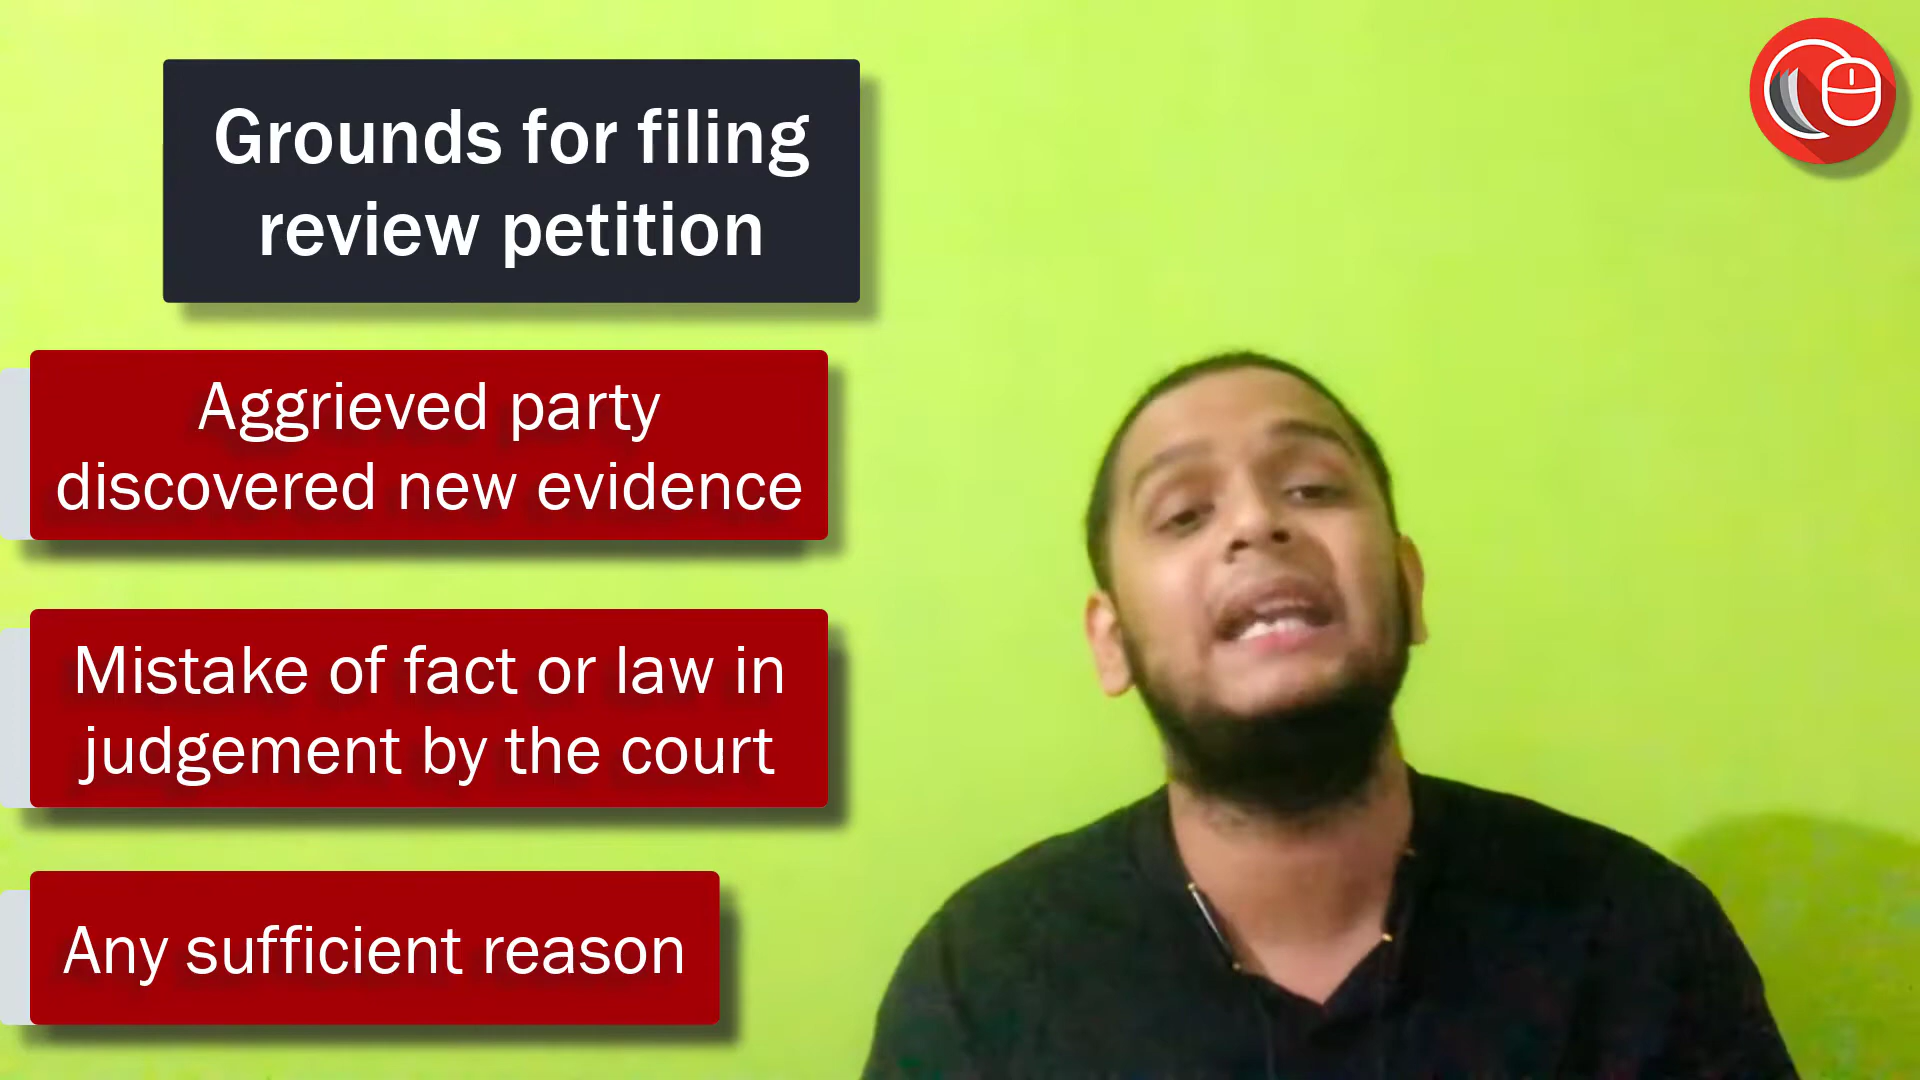 Grounds for filing
review petition
Aggrieved party
discovered new evidence
Mistake of fact or law in
judgement by the court
Any sufficient reason